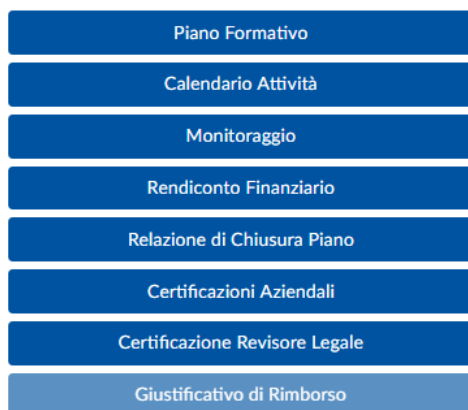 Piano Formativo
Calendario Attività
Monitoraggio
Rendiconto Finanziario
Relazione di Chiusura Piano
Certificazioni Aziendali
Certificazione Revisore Legale
Giustificativo di Rimborso